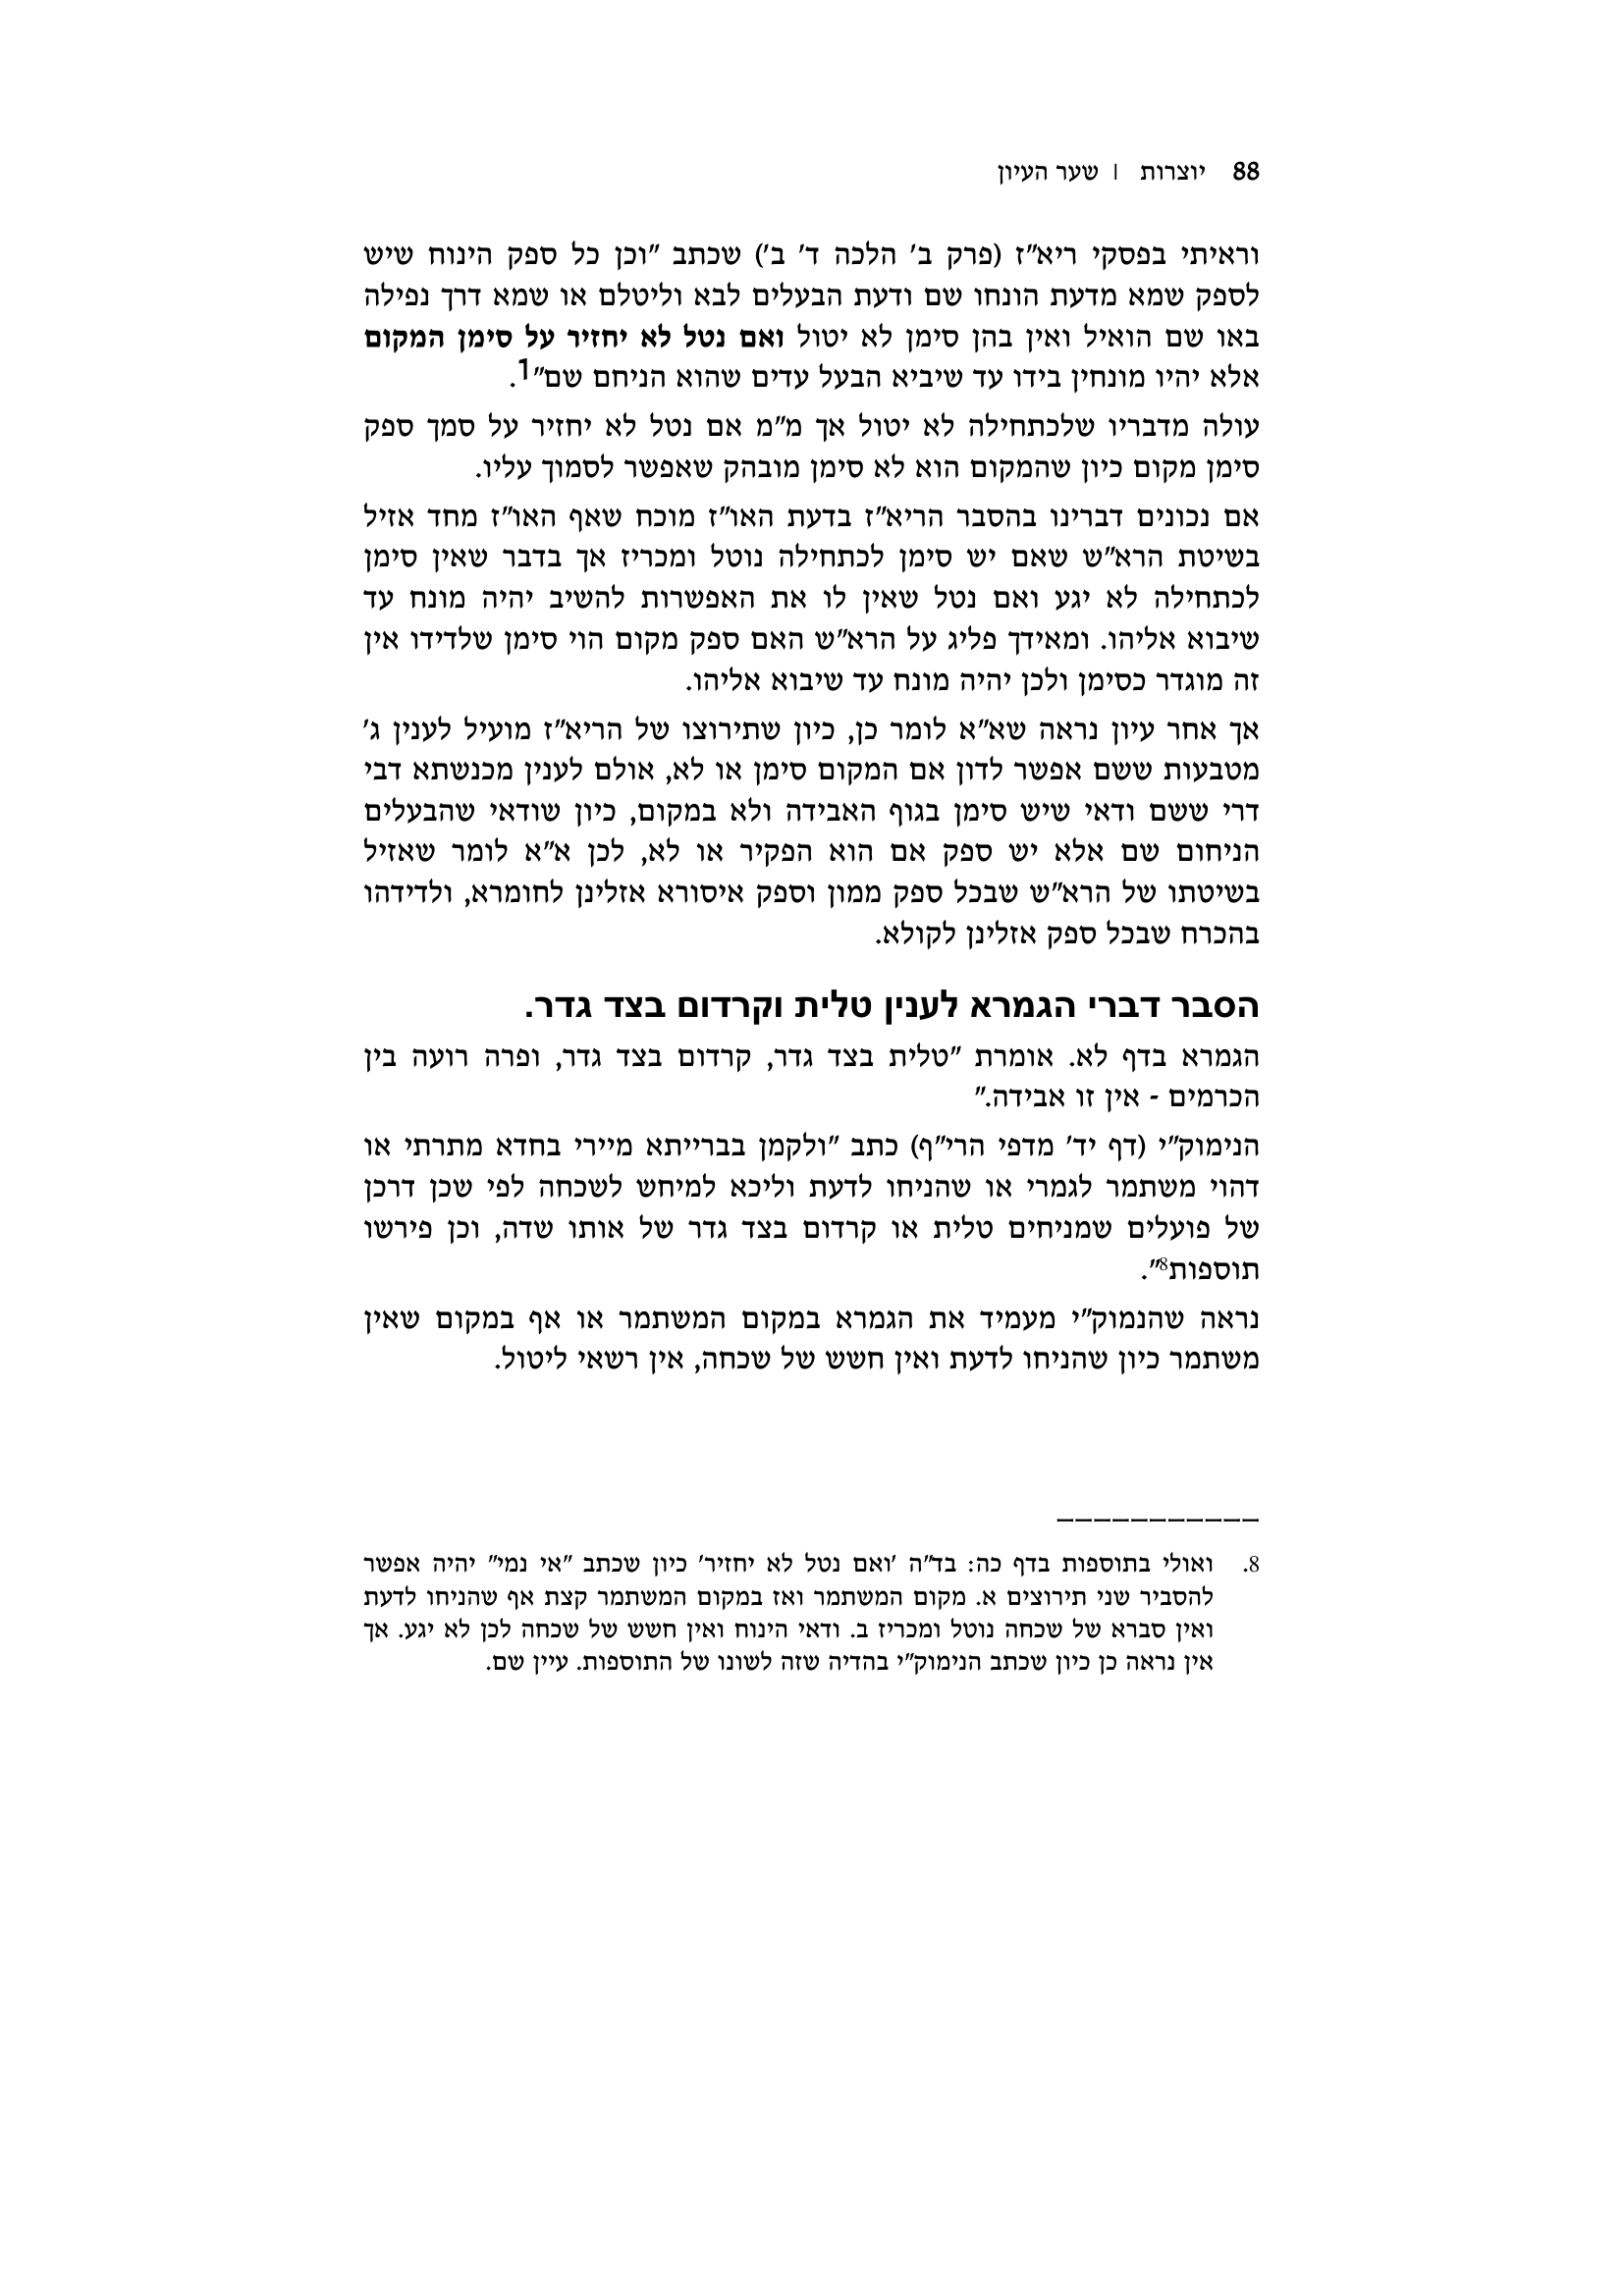 88 יוצרות | שער העיון
וראיתי בפסקי ריא״ז (פרק ב׳ הלכה ד׳ ב׳) שכתב ״וכן כל ספק הינוח שיש
לספק שמא מדעת הונחו שם ודעת הבעלים לבא וליטלם או שמא דרך נפילה
באו שם הואיל ואין בהן סימן לא יטול ואם נטל לא יחזיר על סימן המקום
אלא יהיו מונחין בידו עד שיביא הבעל עדים שהוא הניחם שם״1.
עולה מדבריו שלכתחילה לא יטול אך מ״מ אם נטל לא יחזיר על סמך ספק
סימן מקום כיון שהמקום הוא לא סימן מובהק שאפשר לסמוך עליו.
אם נכונים דברינו בהסבר הריא״ז בדעת האו״ז מוכח שאף האו״ז מחד אזיל
בשיטת הרא״ש שאם יש סימן לכתחילה נוטל ומכריז אך בדבר שאין סימן
לכתחילה לא יגע ואם נטל שאין לו את האפשרות להשיב יהיה מונח עד
שיבוא אליהו. ומאידך פליג על הרא״ש האם ספק מקום הוי סימן שלדידו אין
זה מוגדר כסימן ולכן יהיה מונח עד שיבוא אליהו.
אך אחר עיון נראה שא״א לומר כן, כיון שתירוצו של הריא״ז מועיל לענין ג׳
מטבעות ששם אפשר לדון אם המקום סימן או לא, אולם לענין מכנשתא דבי
דרי ששם ודאי שיש סימן בגוף האבידה ולא במקום, כיון שודאי שהבעלים
הניחום שם אלא יש ספק אם הוא הפקיר או לא, לכן א״א לומר שאזיל
בשיטתו של הרא״ש שבכל ספק ממון וספק איסורא אזלינן לחומרא, ולדידהו
בהכרח שבכל ספק אזלינן לקולא.
הסבר דברי הגמרא לענין טלית וקרדום בצד גדר.
הגמרא בדף לא. אומרת ״טלית בצד גדר, קרדום בצד גדר, ופרה רועה בין
הכרמים - אין זו אבידה.״
הנימוק״י (דף יד׳ מדפי הרי״ף) כתב ״ולקמן בברייתא מיירי בחדא מתרתי או
דהוי משתמר לגמרי או שהניחו לדעת וליכא למיחש לשכחה לפי שכן דרכן
של פועלים שמניחים טלית או קרדום בצד גדר של אותו שדה, וכן פירשו
תוספות8״.
נראה שהנמוק״י מעמיד את הגמרא במקום המשתמר או אף במקום שאין
משתמר כיון שהניחו לדעת ואין חשש של שכחה, אין רשאי ליטול.
8. ואולי בתוספות בדף כה: בד״ה ׳ואם נטל לא יחזיר׳ כיון שכתב ״אי נמי״ יהיה אפשר
להסביר שני תירוצים א. מקום המשתמר ואז במקום המשתמר קצת אף שהניחו לדעת
ואין סברא של שכחה נוטל ומכריז ב. ודאי הינוח ואין חשש של שכחה לכן לא יגע. אך
אין נראה כן כיון שכתב הנימוק״י בהדיה שזה לשונו של התוספות. עיין שם.